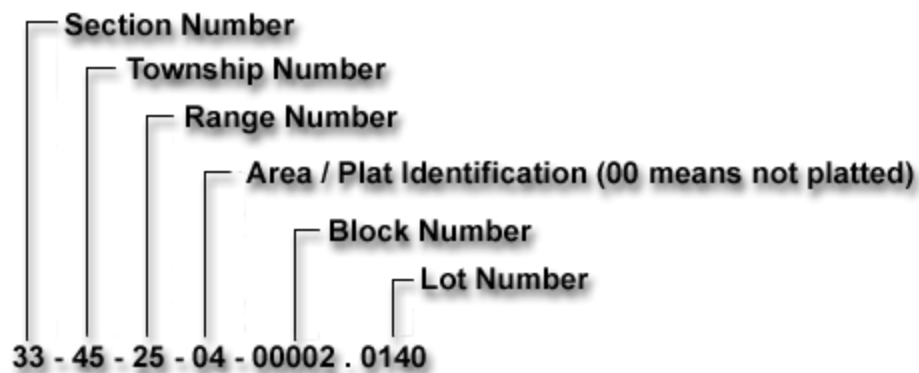 Section Number
Township Number
Range Number
Area / Plat Identification (00 means not platted)
Block Number
Lot Number
33 - 45 - 25 - 04 - 00002 . 0140